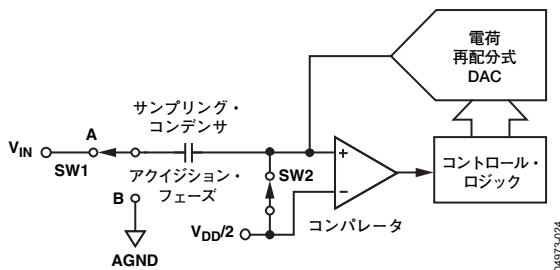 電荷
再配分式
DAC
サンプリング・
コンデンサ
VIN
A
SW1
アクイジション・
フェーズ
B
AGND
SW2
VDD/2
+
−
コンパレータ
コントロール・
ロジック
04973-024